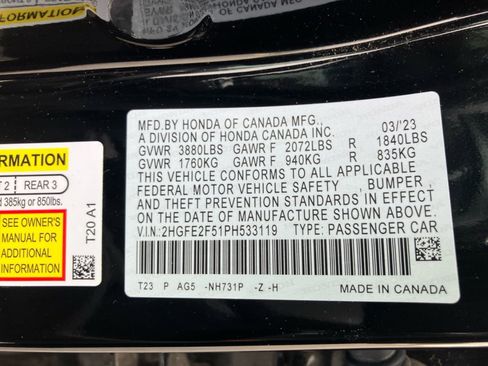 MFD.BY HONDA OF CANADA MFG., 03/'23
A DIVISION OF HONDA CANADA INC.
GVWR 3880LBS GAWR F 2072LBS R 1840LBS
GVWR 1760KG GAWR F 940KG R 835KG
THIS VEHICLE CONFORMS TO ALL APPLICABLE
FEDERAL MOTOR VEHICLE SAFETY , BUMPER ,
AND THEFT PREVENTION STANDARDS IN EFFECT
ON THE DATE OF MANUFACTURE SHOWN ABOVE.
V.I.N.: 2HGFE2F51PH533119 TYPE: PASSENGER CAR
T23 P AG5 -NH731P -Z -H MADE IN CANADA
REAR 3
385kg or 850lbs.
SEE OWNER'S
MANUAL FOR
ADDITIONAL
INFORMATION
T20 A1